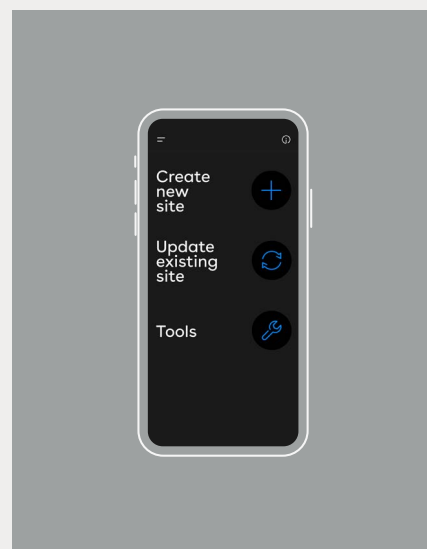 Create
new
site
Update
existing
site
Tools